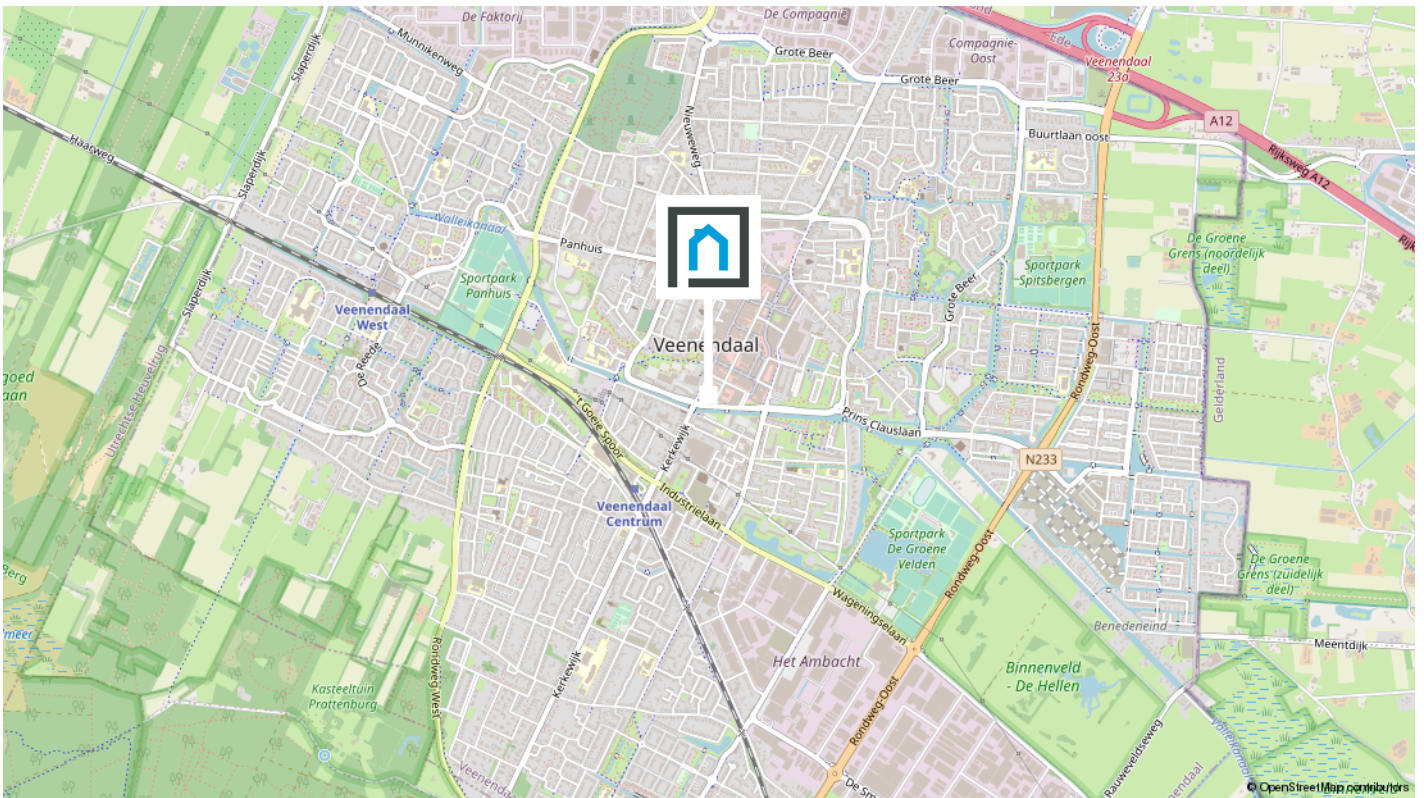 De Faktorij
De Compagnie
Slaperdijk
Munnikenweg
Grote Beer
Compagnie-
Oost
Ede
Veenendaal
23a
Grote Beer
A12
Nieuweweg
Buurtlaan oost
Haarweg
Rijksweg A12
Slaperdijk
Valleikanaal
Panhuis
De Groene
Grens (noordelijk
deel)
Sportpark
Panhuis
Sportpark
Spitsbergen
Slaperdijk
Grote Beer
Veenendaal
West
Veenendaal
De Reede
Rondweg-Oost
Utrechtse Heuvelrug
Gelderland
't Goeie Spoor
Prins Clauslaan
Kerkewijk
N233
Veenendaal
Centrum
Industrielaan
Sportpark
De Groene
Velden
Rondweg-Oost
De Groene
Grens (zuidelijk
deel)
Wageningselaan
Benedeneind
Meentdijk
Het Ambacht
Binnenveld
- De Hellen
Kerkewijk
Rondweg West
Kasteeltuin
Prattenburg
Rondweg-Oost
Rauweveldseweg
Valleikanaal
© OpenStreetMap contributors